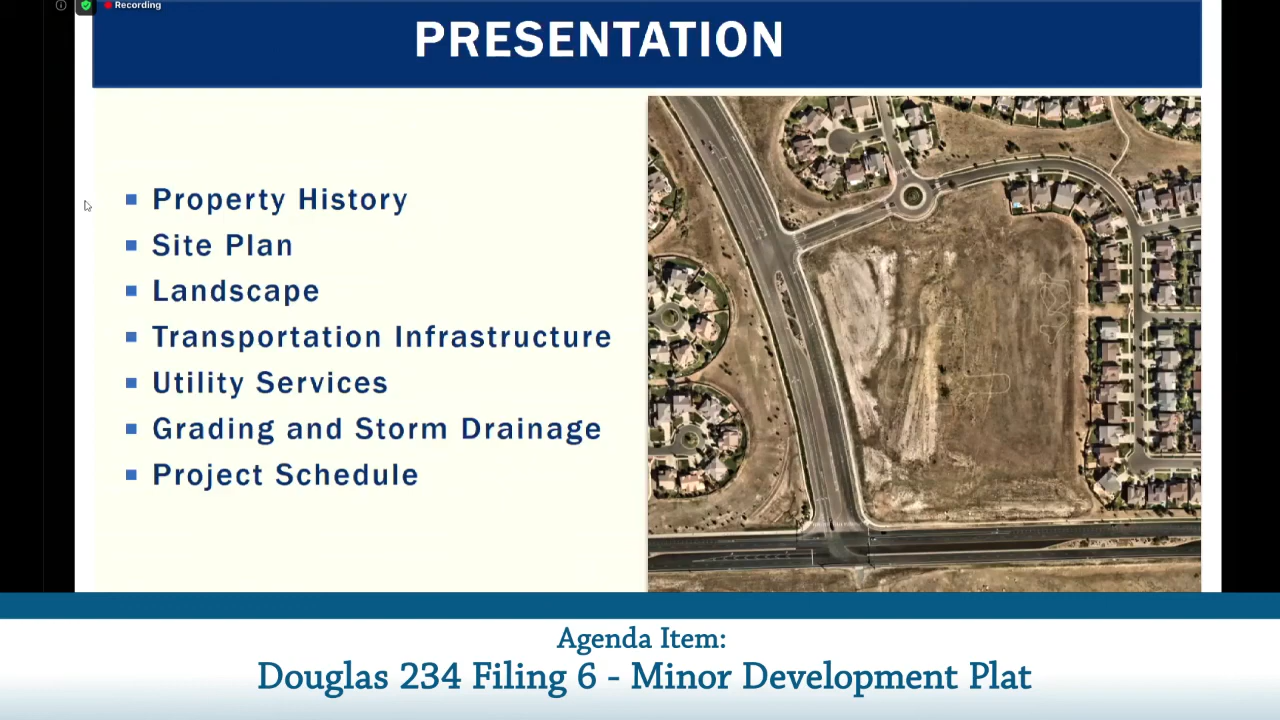 Recording
PRESENTATION
Property History
Site Plan
Landscape
Transportation Infrastructure
Utility Services
Grading and Storm Drainage
Project Schedule
Agenda Item:
Douglas 234 Filing 6 - Minor Development Plat